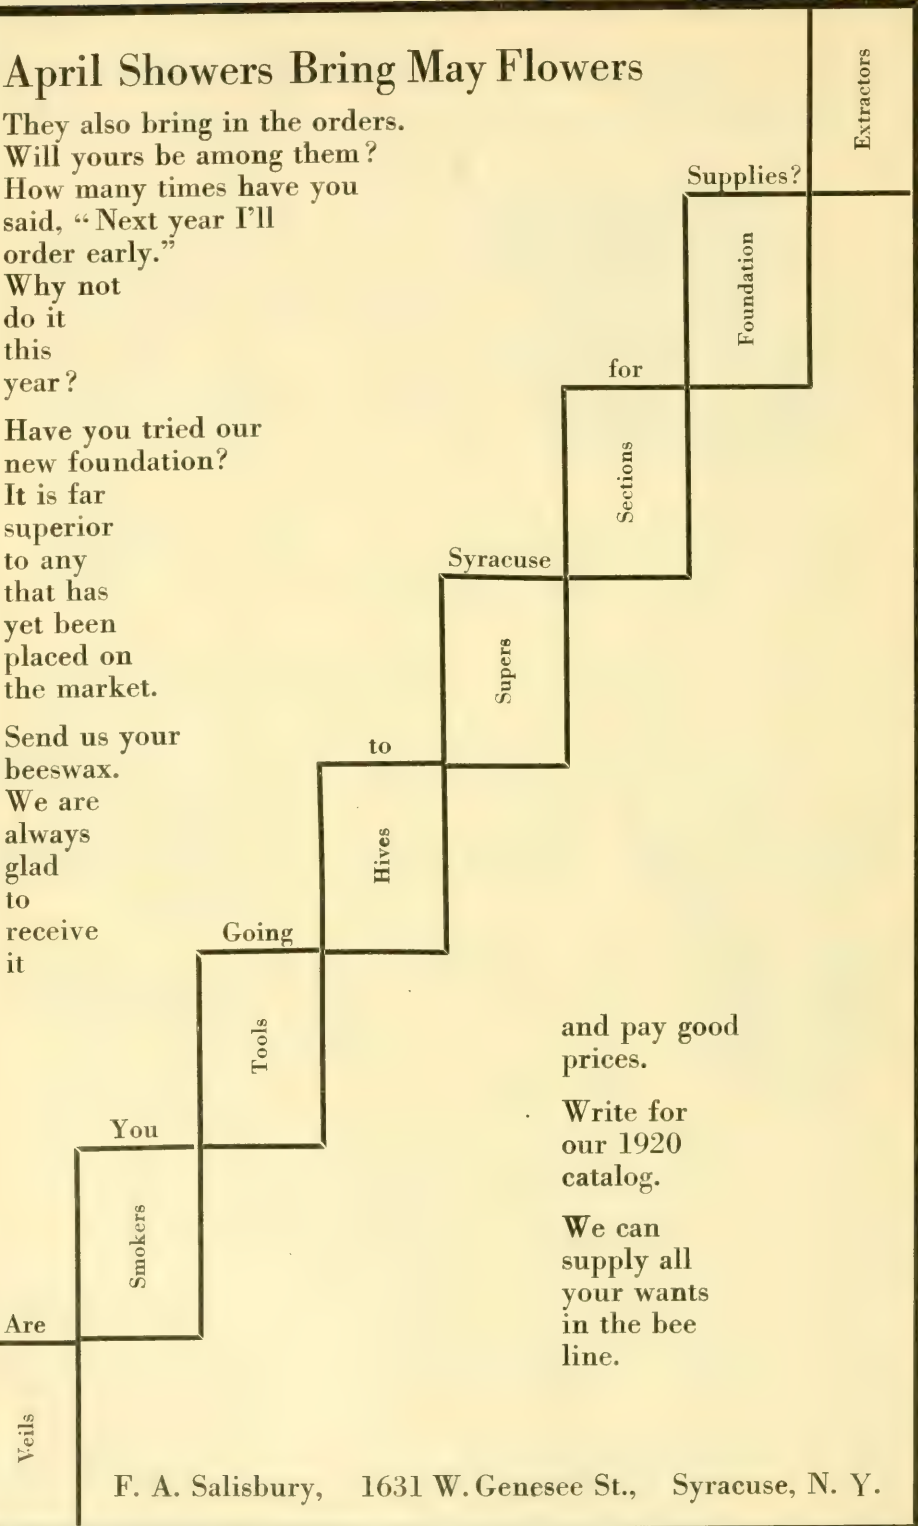 April Showers Bring May Flowers
They also bring in the orders.
Will yours be among them?
How many times have you
said, “Next year I’ll
order early.”
Why not
do it
this
year?
Have you tried our
new foundation?
It is far
superior
to any
that has
yet been
placed on
the market.
Send us your
beeswax.
We are
always
glad
to
receive
it
and pay good
prices.
Write for
our 1920
catalog.
We can
supply all
your wants
in the bee
line.
Are
You
Going
to
Syracuse
for
Supplies?
Veils
Smokers
Tools
Hives
Supers
Sections
Foundation
Extractors
F. A. Salisbury, 1631 W. Genesee St., Syracuse, N. Y.